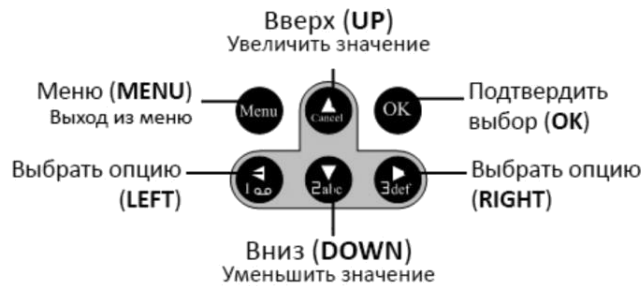 Вверх (UP)
Увеличить значение
Меню (MENU)
Выход из меню
Menu
Cancel
OK
Подтвердить
выбор (OK)
Выбрать опцию
(LEFT)
1
2abc
3def
Выбрать опцию
(RIGHT)
Вниз (DOWN)
Уменьшить значение